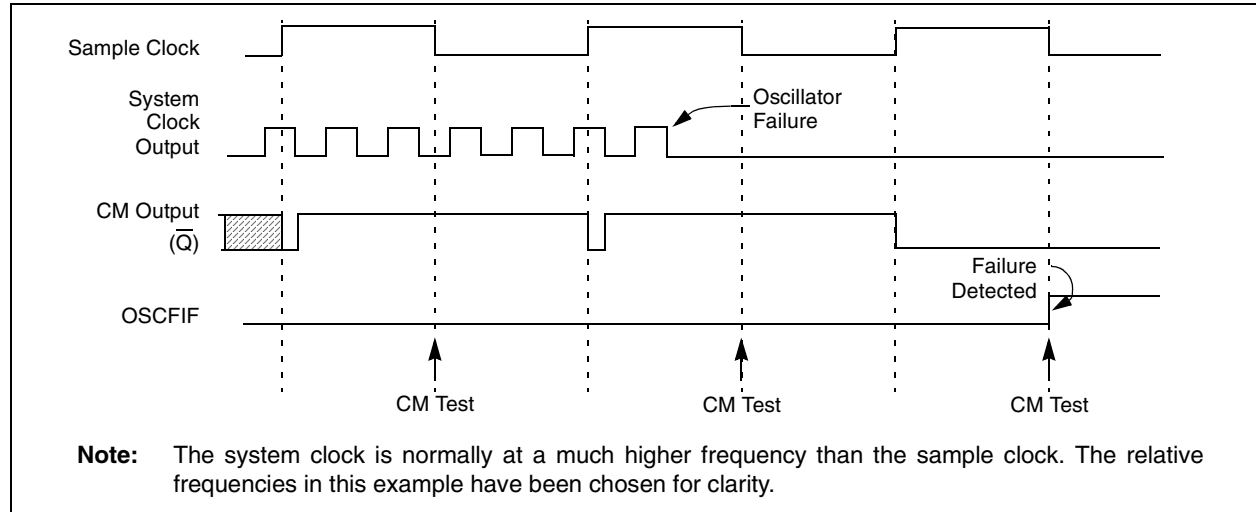 Sample Clock
System
Clock
Output
Oscillator
Failure
CM Output
(Q̅)
Failure
Detected
OSCFIF
CM Test
CM Test
CM Test
Note: The system clock is normally at a much higher frequency than the sample clock. The relative
frequencies in this example have been chosen for clarity.